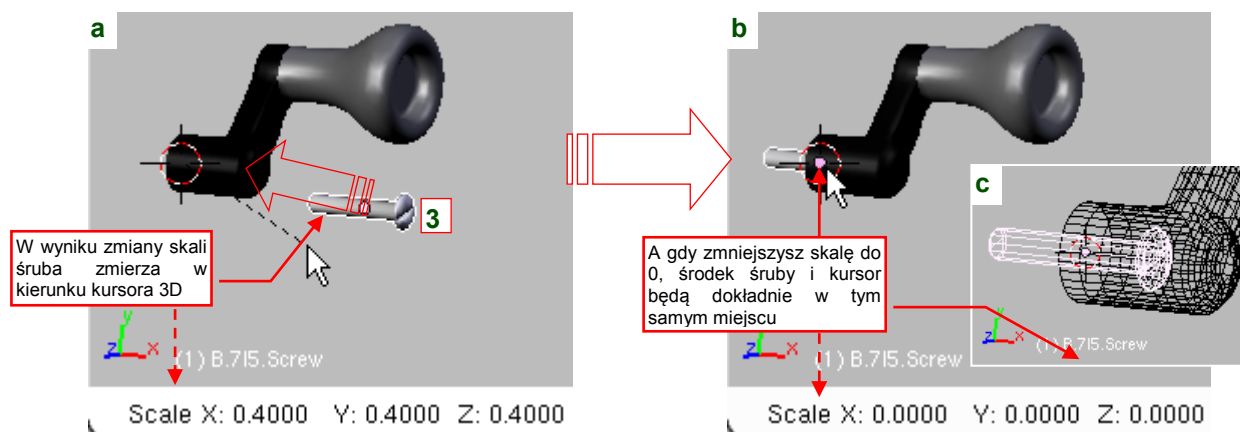 a
3
W wyniku zmiany skali
śruba zmierza w
kierunku kursora 3D
y
z x
(1) B.7I5.Screw
Scale X: 0.4000 Y: 0.4000 Z: 0.4000
b
c
A gdy zmniejszysz skalę do
0, środek śruby i kursor
będą dokładnie w tym
samym miejscu
y
z x
(1) B.7I5.Screw
y
z x
(1) B.7I5.Screw
Scale X: 0.0000 Y: 0.0000 Z: 0.0000